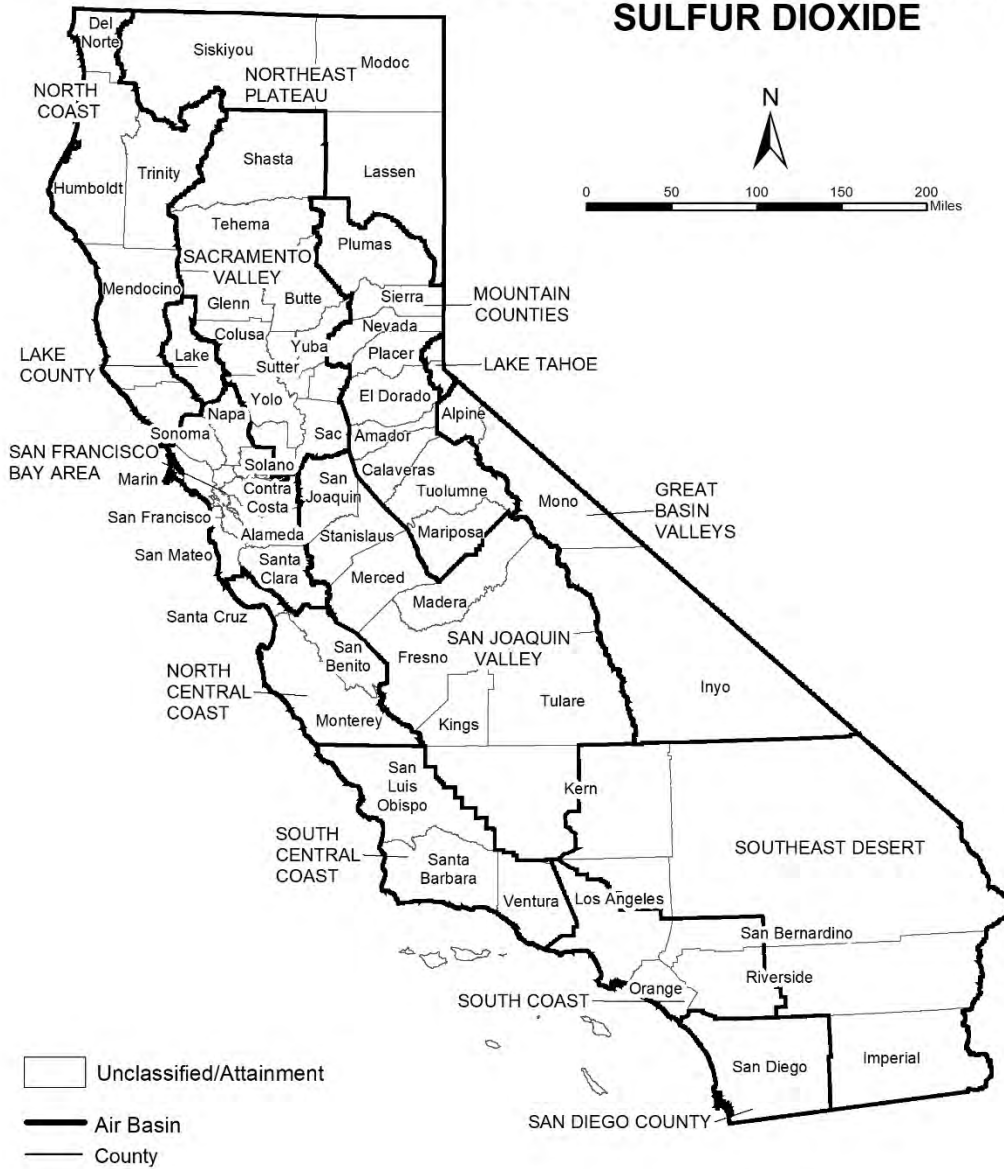 SULFUR DIOXIDE
N
0 50 100 150 200
Miles
Del
Norte
Siskiyou
Modoc
NORTHEAST
PLATEAU
NORTH
COAST
Humboldt
Trinity
Shasta
Lassen
Tehema
Plumas
SACRAMENTO
VALLEY
Mendocino
Glenn
Butte
Sierra
MOUNTAIN
COUNTIES
Colusa
Yuba
Nevada
LAKE
COUNTY
Lake
Sutter
Placer
LAKE TAHOE
Yolo
El Dorado
Napa
Alpine
Sonoma
Sac
Amador
SAN FRANCISCO
BAY AREA
Solano
Calaveras
Marin
Contra
Costa
San
Joaquin
Tuolumne
Mono
GREAT
BASIN
VALLEYS
San Francisco
Alameda
Stanislaus
Mariposa
San Mateo
Santa
Clara
Merced
Madera
Santa Cruz
San
Benito
Fresno
SAN JOAQUIN
VALLEY
NORTH
CENTRAL
COAST
Monterey
Kings
Tulare
Inyo
San
Luis
Obispo
Kern
SOUTH
CENTRAL
COAST
Santa
Barbara
SOUTHEAST DESERT
Ventura
Los Angeles
San Bernardino
Riverside
Orange
SOUTH COAST
San Diego
Imperial
SAN DIEGO COUNTY
Unclassified/Attainment
Air Basin
County